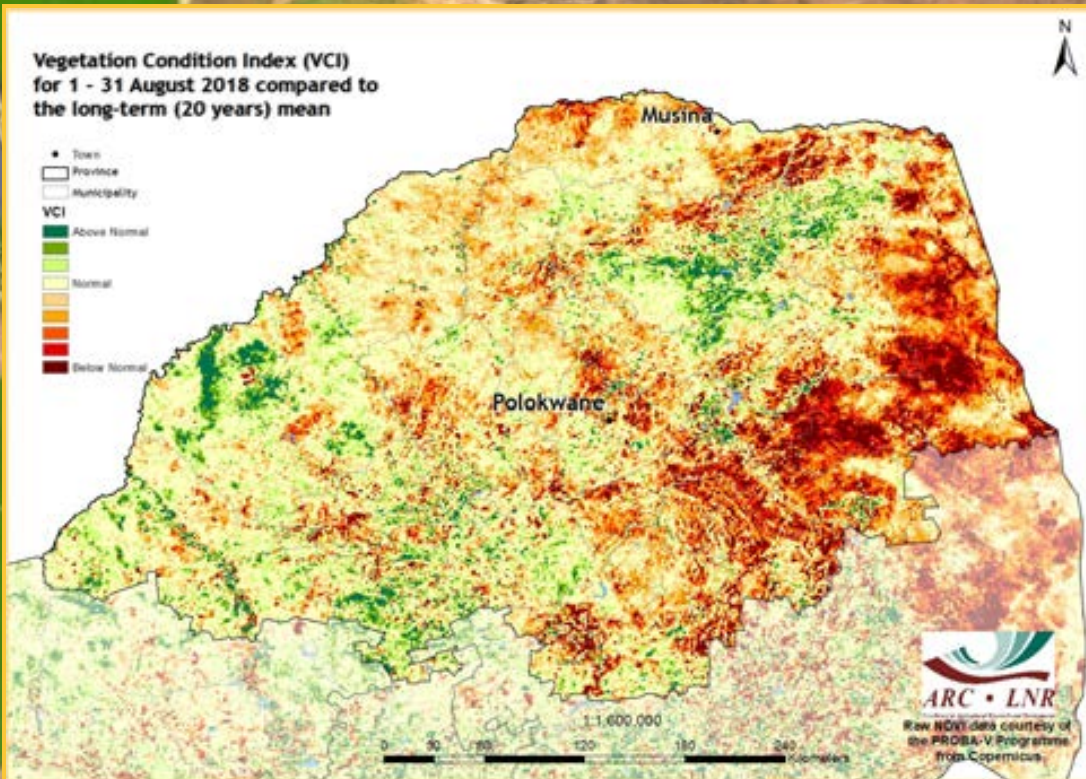 Vegetation Condition Index (VCI)
for 1 - 31 August 2018 compared to
the long-term (20 years) mean
N
Town
Province
Municipality
VCI
Above Normal
Normal
Below Normal
Musina
Polokwane
1:1 600 000
0 30 60 120 180 240
Kilometers
ARC • LNR
Raw NDVI data courtesy of
the PROBA-V Programme
from Copernicus